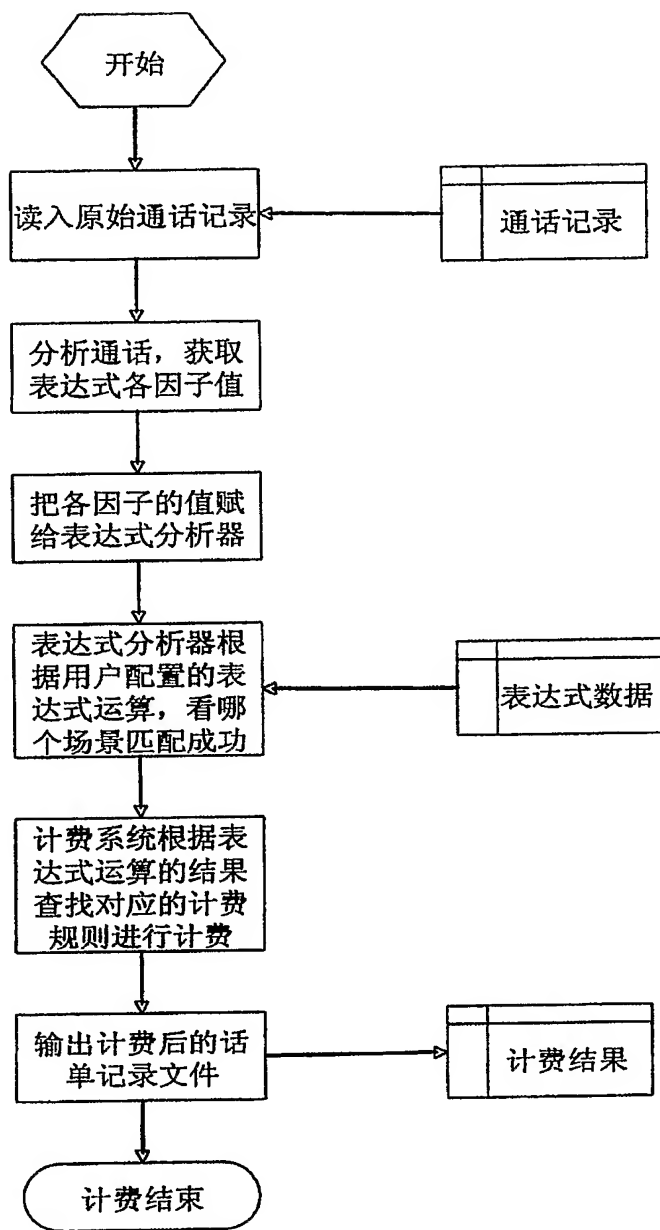 开始
读入原始通话记录
通话记录
分析通话，获取
表达式各因子值
把各因子的值赋
给表达式分析器
表达式分析器根
据用户配置的表
达式运算，看哪
个场景匹配成功
表达式数据
计费系统根据表
达式运算的结果
查找对应的计费
规则进行计费
输出计费后的话
单记录文件
计费结果
计费结束